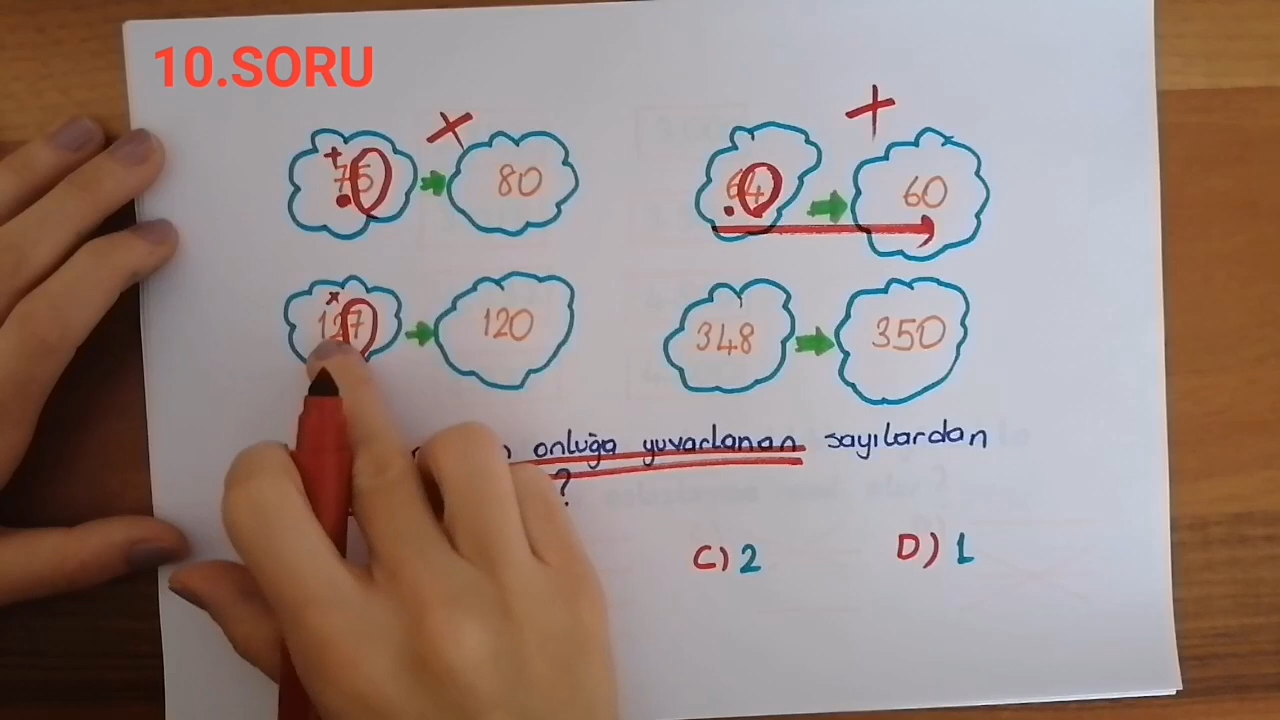 10.SORU
75 80 64 60
127 120 348 350
onluğa yuvarlanan sayılardan
?
C) 2 D) 1